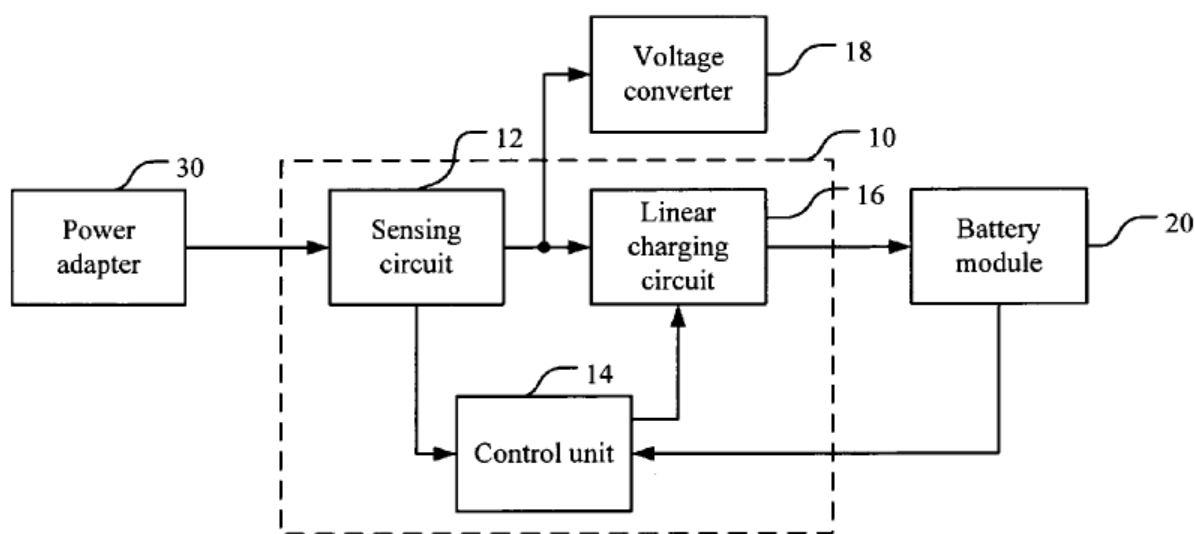 Voltage
converter
18
12
10
30
Power
adapter
Sensing
circuit
Linear
charging
circuit
16
Battery
module
20
14
Control unit